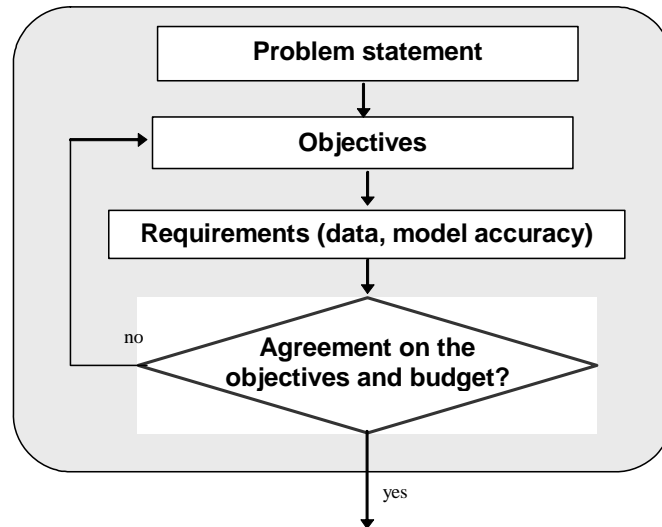 Problem statement
Objectives
Requirements (data, model accuracy)
no
Agreement on the
objectives and budget?
yes